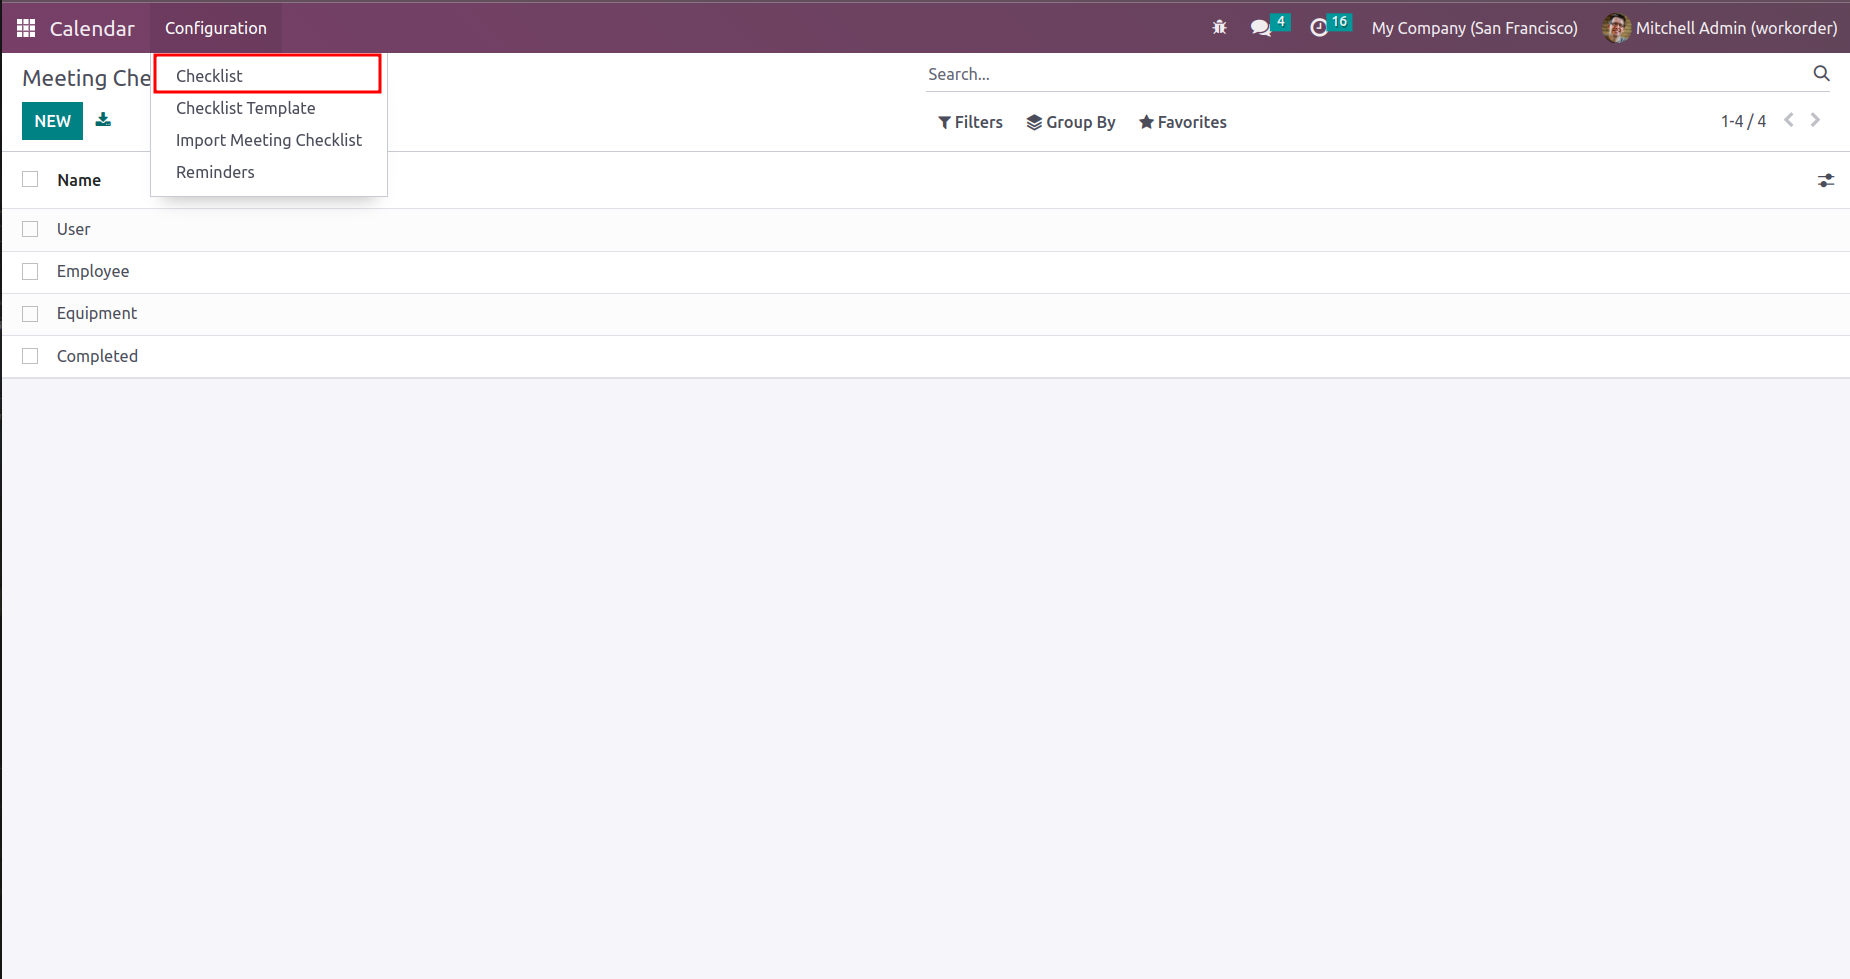 Calendar Configuration 4 16 My Company (San Francisco) Mitchell Admin (workorder)
Meeting Che Search...
Checklist
Checklist Template
Import Meeting Checklist
Reminders
NEW Filters Group By Favorites 1-4 / 4
Name
User
Employee
Equipment
Completed